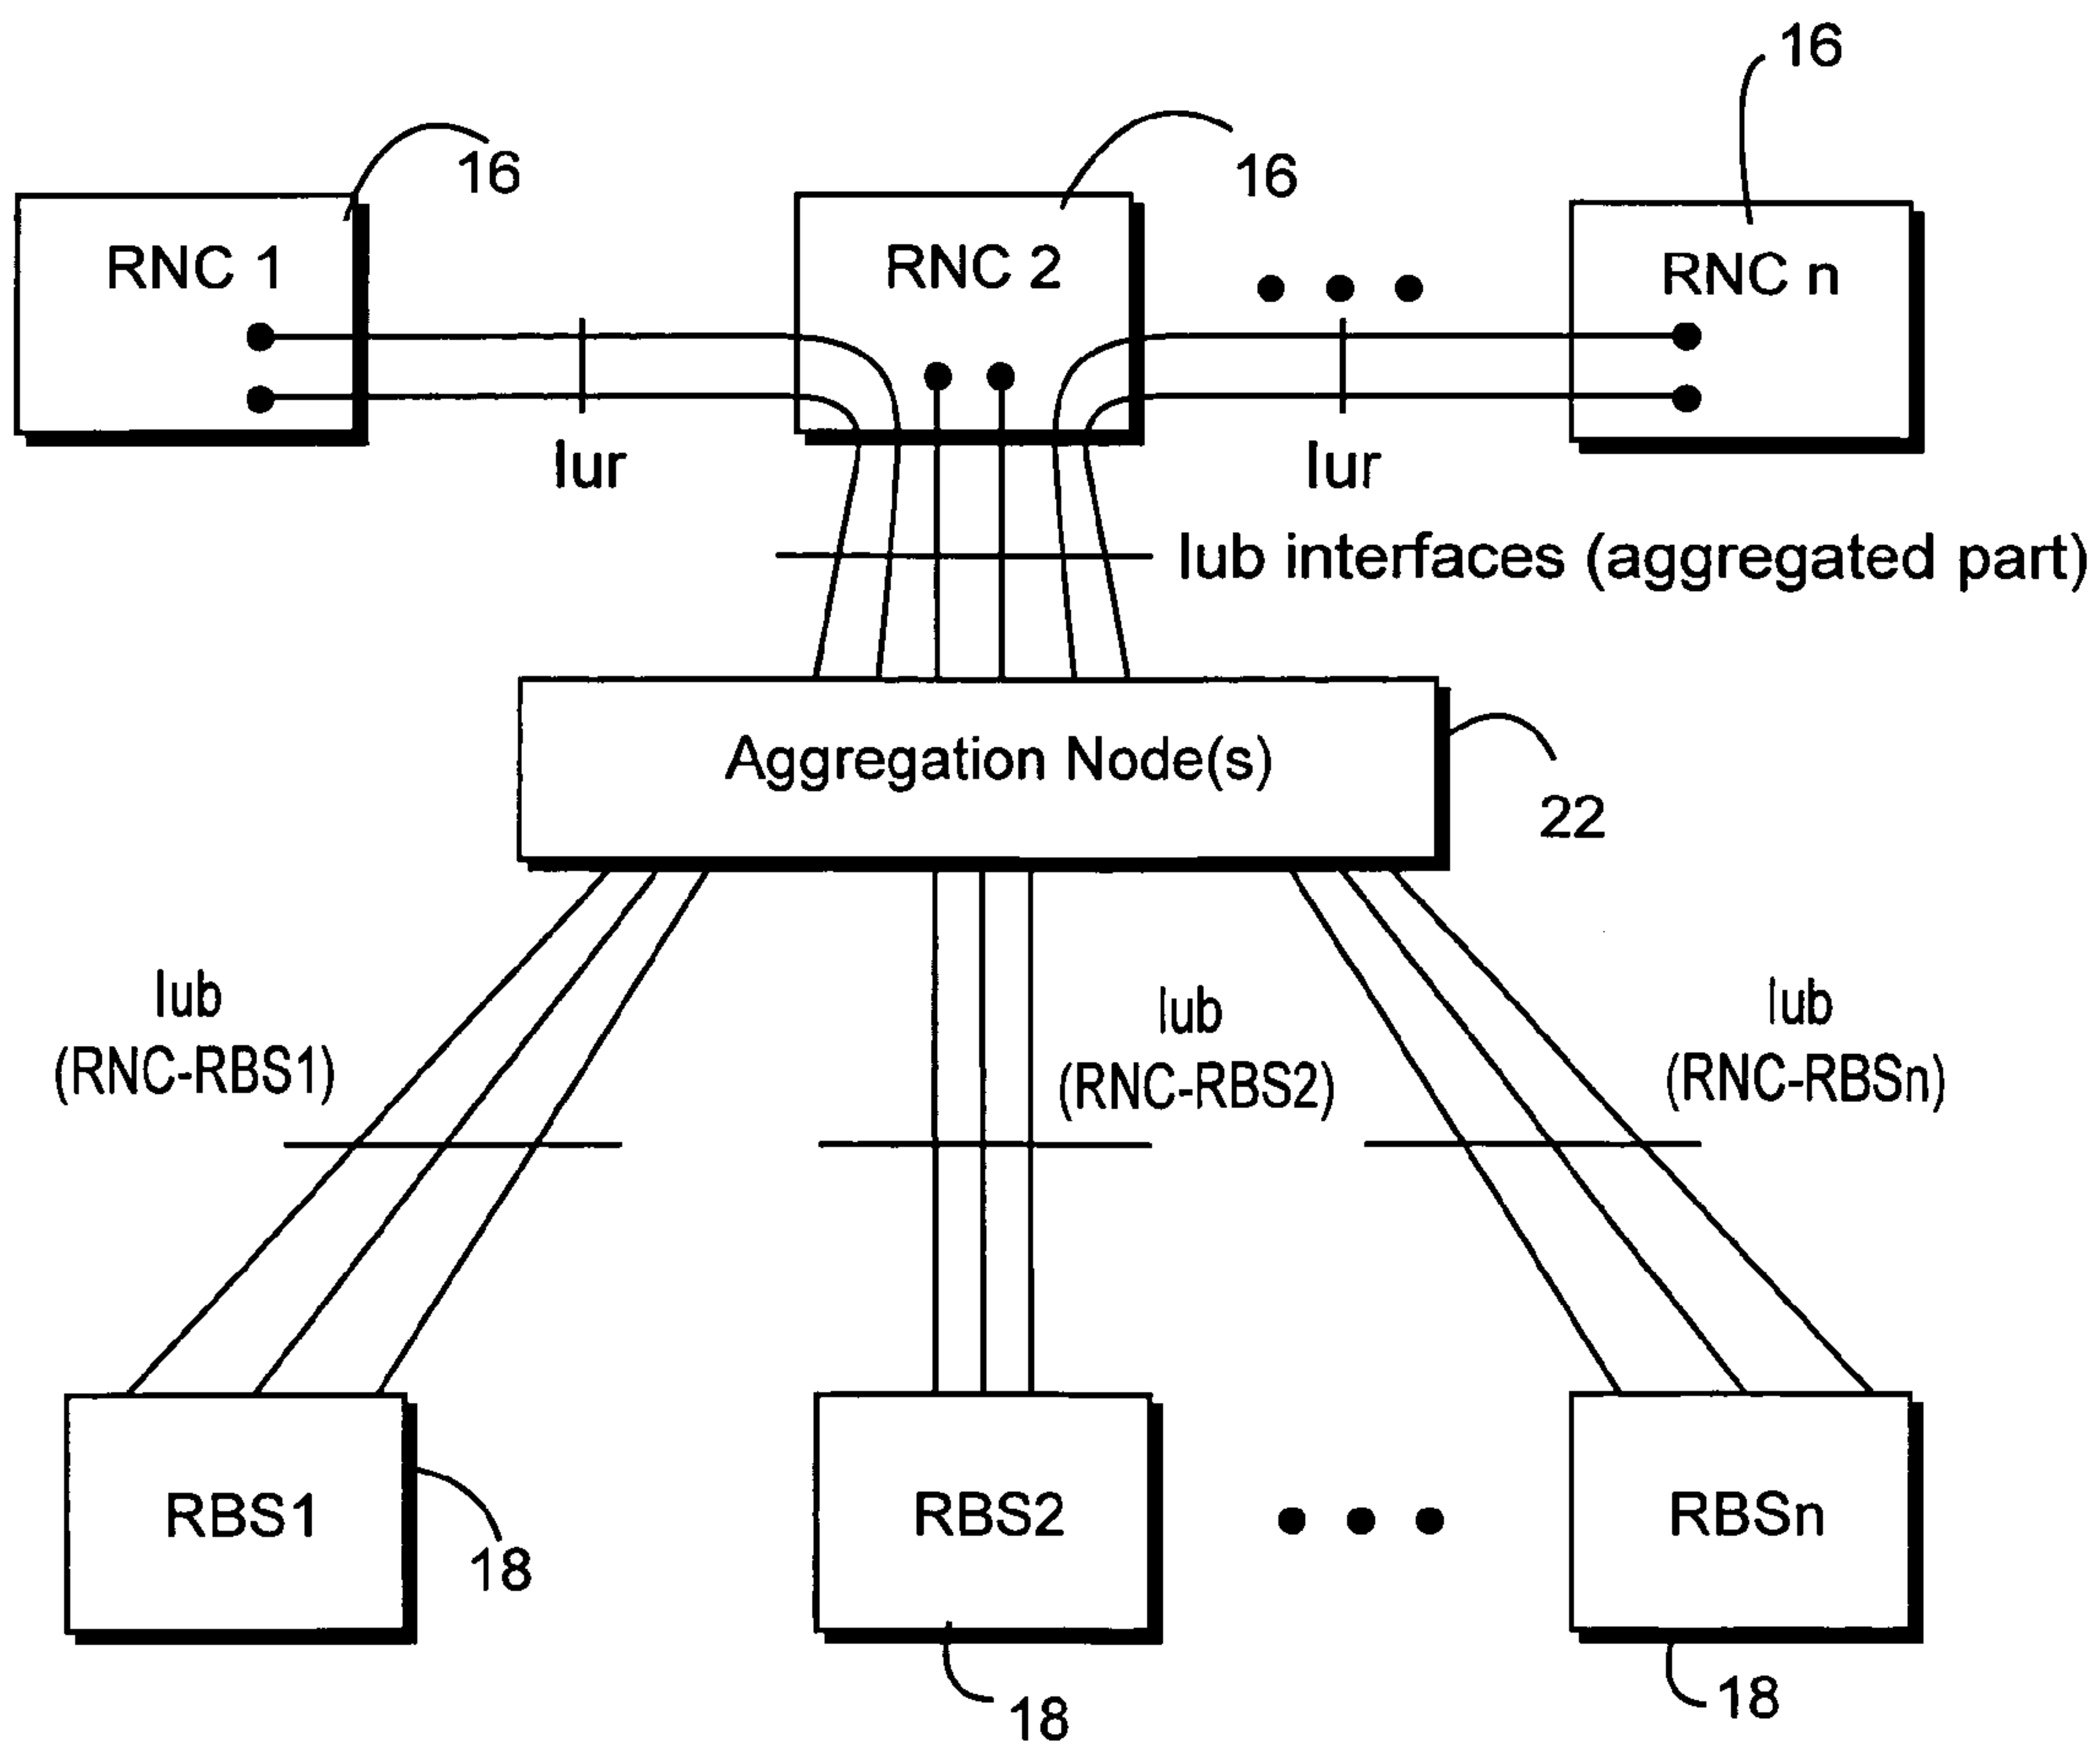 16
16
16
RNC 1
RNC 2
RNC n
Iur
Iur
Iub interfaces (aggregated part)
Aggregation Node(s)
22
Iub
(RNC-RBS1)
Iub
(RNC-RBS2)
Iub
(RNC-RBSn)
RBS1
RBS2
RBSn
18
18
18